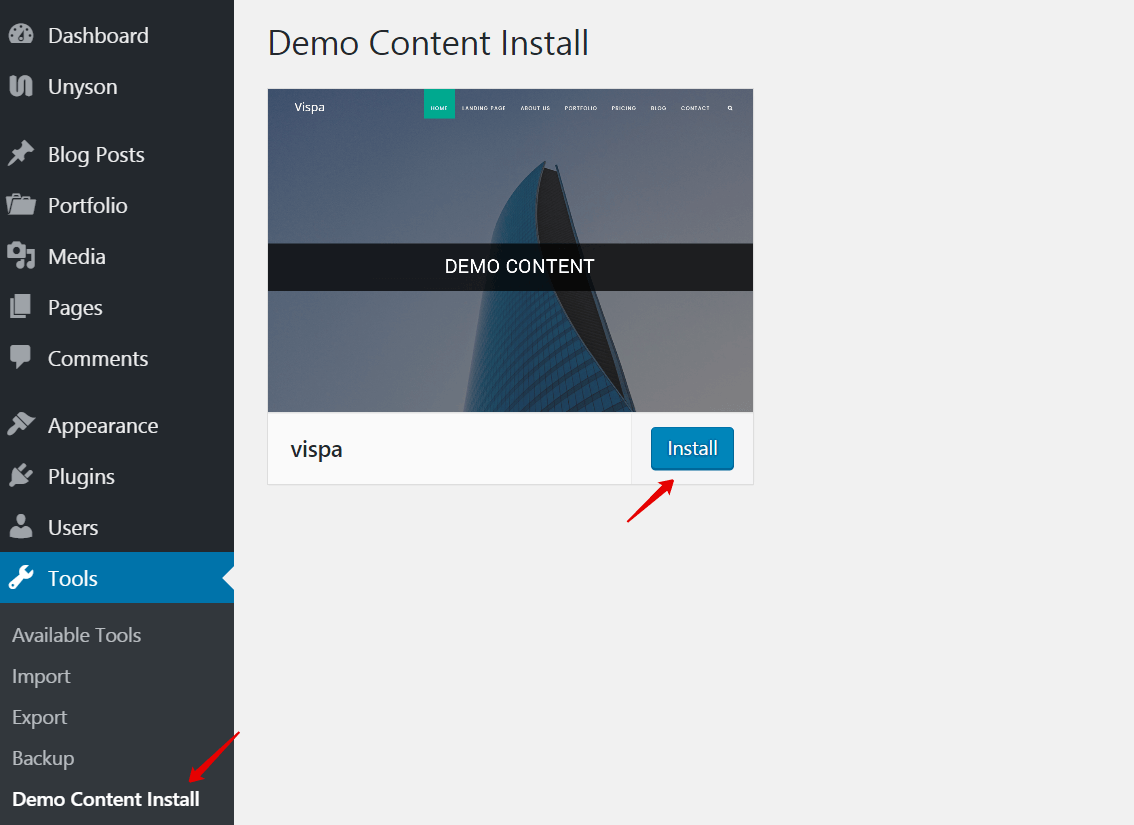 Dashboard
Unyson
Blog Posts
Portfolio
Media
Pages
Comments
Appearance
Plugins
Users
Tools
Available Tools
Import
Export
Backup
Demo Content Install
Demo Content Install
Vispa
HOME LANDING PAGE ABOUT US PORTFOLIO PRICING BLOG CONTACT
DEMO CONTENT
vispa
Install